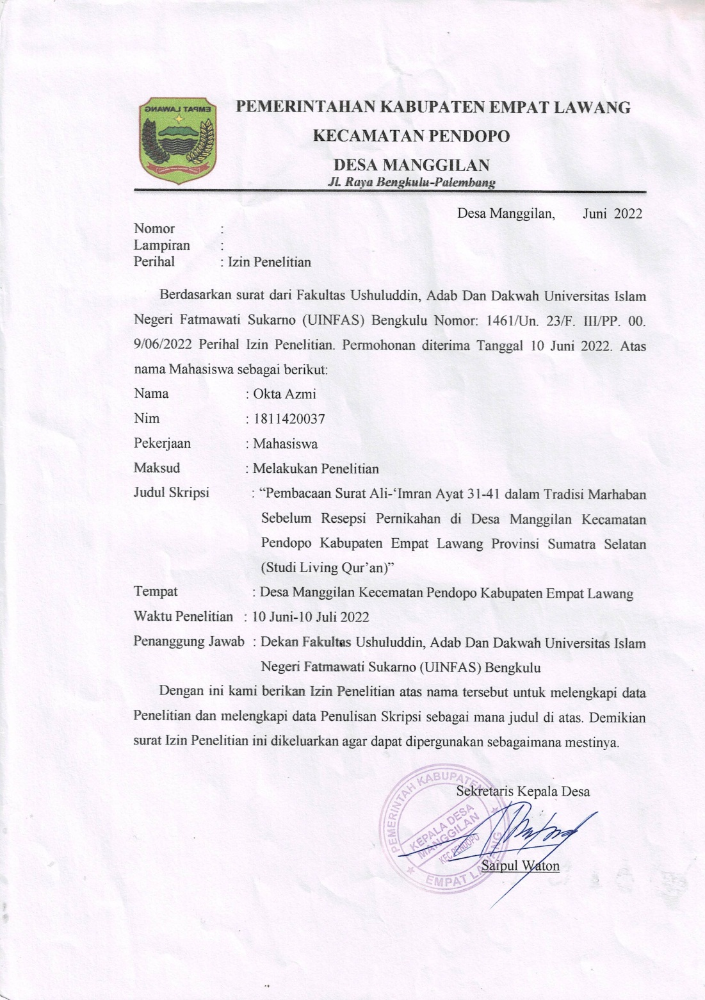 EMPAT LAWANG
PEMERINTAHAN KABUPATEN EMPAT LAWANG
KECAMATAN PENDOPO
DESA MANGGILAN
Jl. Raya Bengkulu-Palembang
Desa Manggilan, Juni 2022
Nomor :
Lampiran :
Perihal : Izin Penelitian
Berdasarkan surat dari Fakultas Ushuluddin, Adab Dan Dakwah Universitas Islam
Negeri Fatmawati Sukarno (UINFAS) Bengkulu Nomor: 1461/Un. 23/F. III/PP. 00.
9/06/2022 Perihal Izin Penelitian. Permohonan diterima Tanggal 10 Juni 2022. Atas
nama Mahasiswa sebagai berikut:
Nama : Okta Azmi
Nim : 1811420037
Pekerjaan : Mahasiswa
Maksud : Melakukan Penelitian
Judul Skripsi : “Pembacaan Surat Ali-‘Imran Ayat 31-41 dalam Tradisi Marhaban
Sebelum Resepsi Pernikahan di Desa Manggilan Kecamatan
Pendopo Kabupaten Empat Lawang Provinsi Sumatra Selatan
(Studi Living Qur’an)”
Tempat : Desa Manggilan Kecematan Pendopo Kabupaten Empat Lawang
Waktu Penelitian : 10 Juni-10 Juli 2022
Penanggung Jawab : Dekan Fakultas Ushuluddin, Adab Dan Dakwah Universitas Islam
Negeri Fatmawati Sukarno (UINFAS) Bengkulu
Dengan ini kami berikan Izin Penelitian atas nama tersebut untuk melengkapi data
Penelitian dan melengkapi data Penulisan Skripsi sebagai mana judul di atas. Demikian
surat Izin Penelitian ini dikeluarkan agar dapat dipergunakan sebagaimana mestinya.
Sekretaris Kepala Desa
PEMERINTAH KABUPATEN
KEPALA DESA
MANGGILAN
KEC PENDOPO
EMPAT LAWANG
Saipul Waton